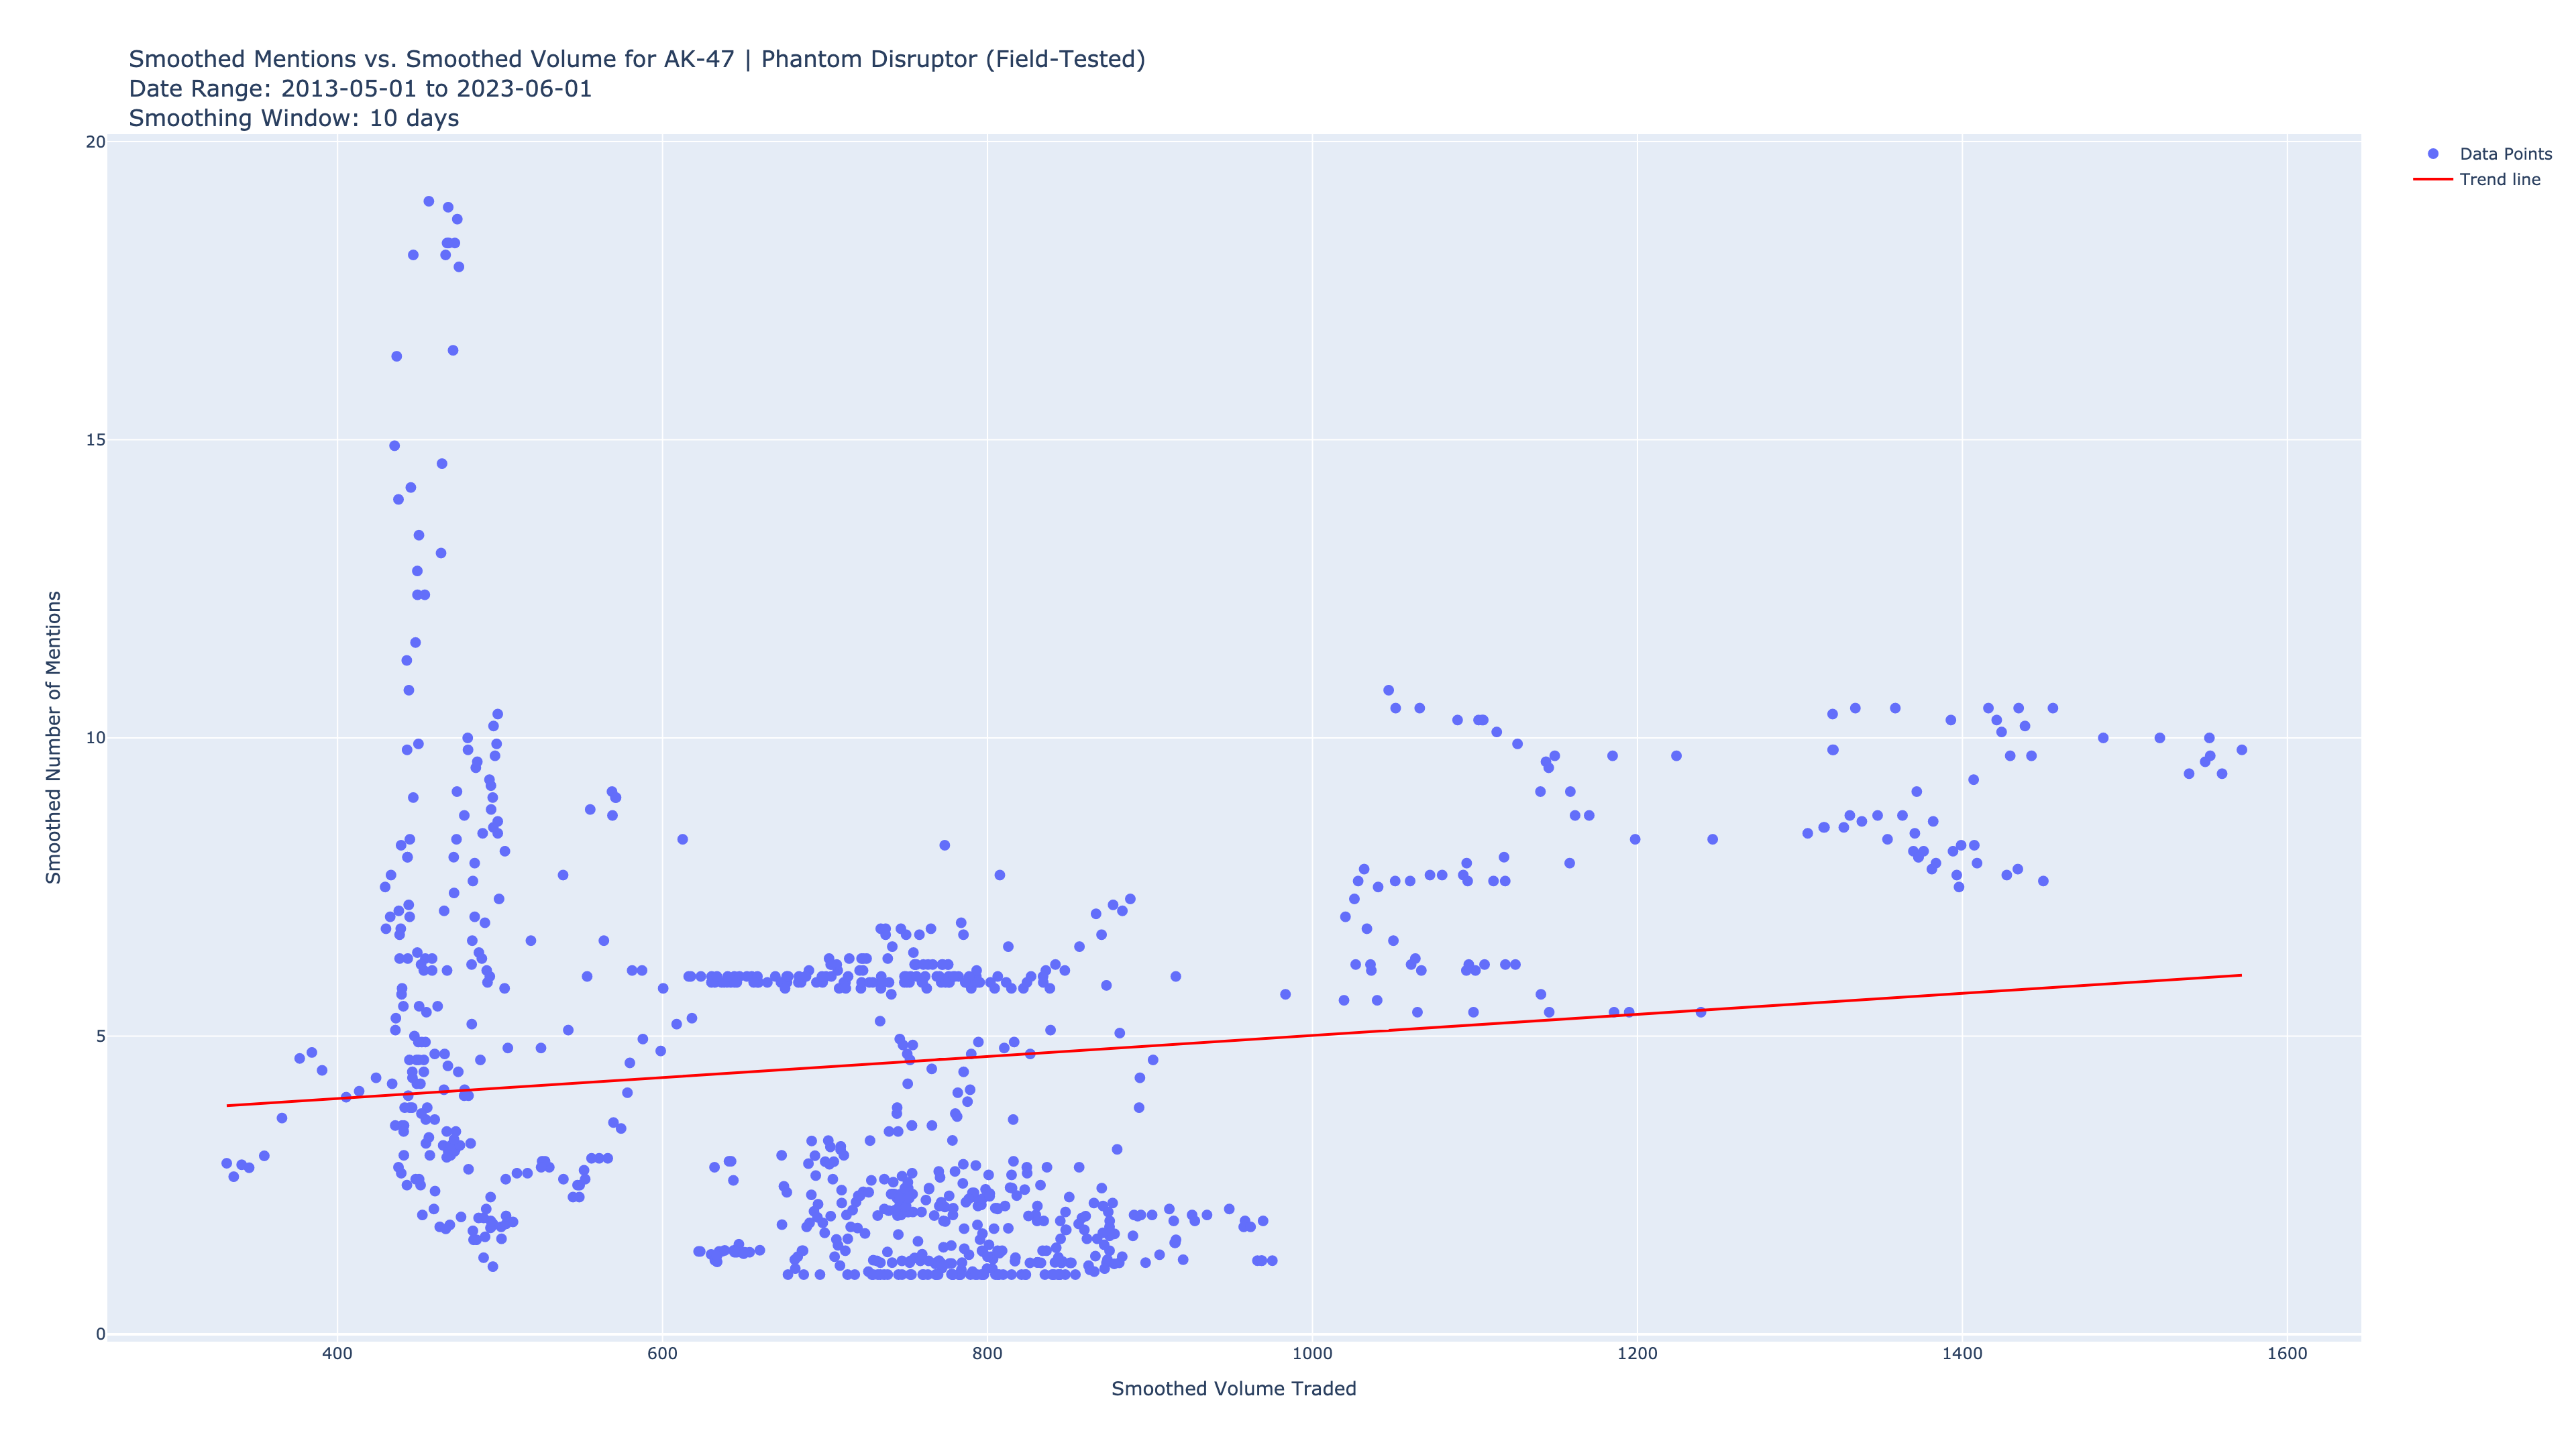 Smoothed Mentions vs. Smoothed Volume for AK-47 | Phantom Disruptor (Field-Tested)
Date Range: 2013-05-01 to 2023-06-01
Smoothing Window: 10 days
Data Points
Trend line
Smoothed Number of Mentions
20
15
10
5
0
400
600
800
1000
1200
1400
1600
Smoothed Volume Traded